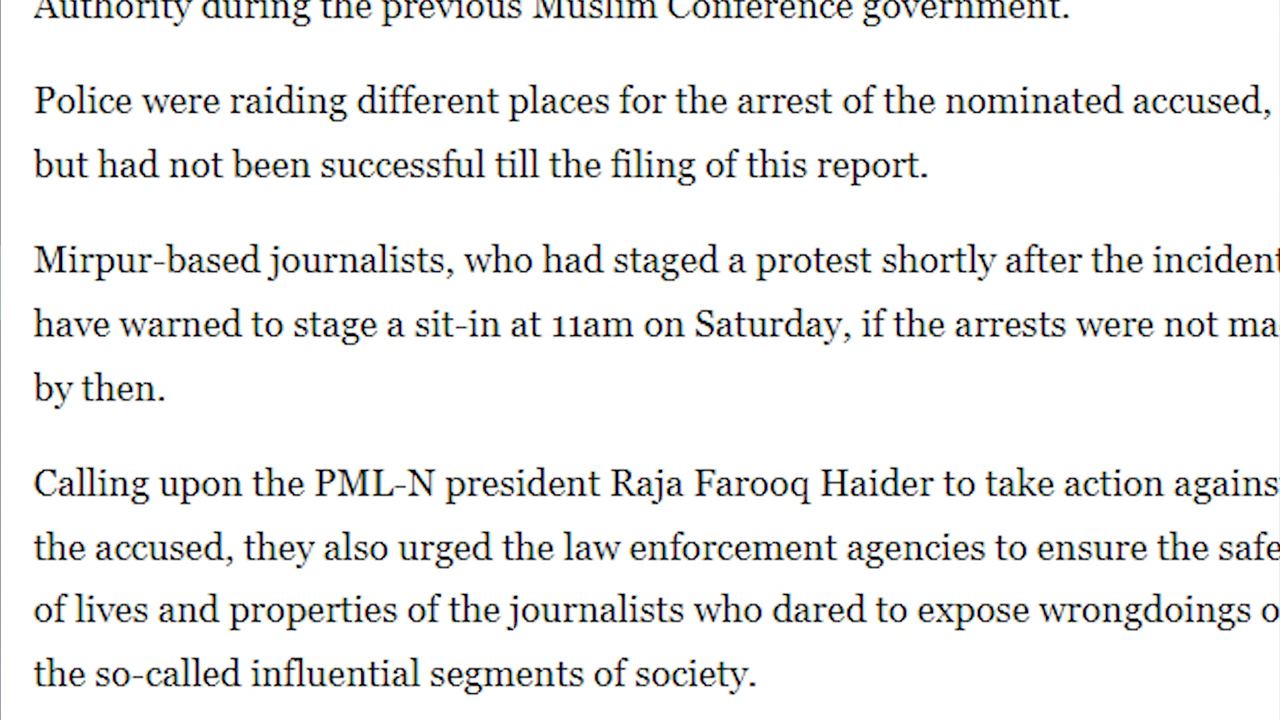 Authority during the previous Muslim Conference government.
Police were raiding different places for the arrest of the nominated accused,
but had not been successful till the filing of this report.
Mirpur-based journalists, who had staged a protest shortly after the incident
have warned to stage a sit-in at 11am on Saturday, if the arrests were not ma
by then.
Calling upon the PML-N president Raja Farooq Haider to take action agains
the accused, they also urged the law enforcement agencies to ensure the safe
of lives and properties of the journalists who dared to expose wrongdoings o
the so-called influential segments of society.